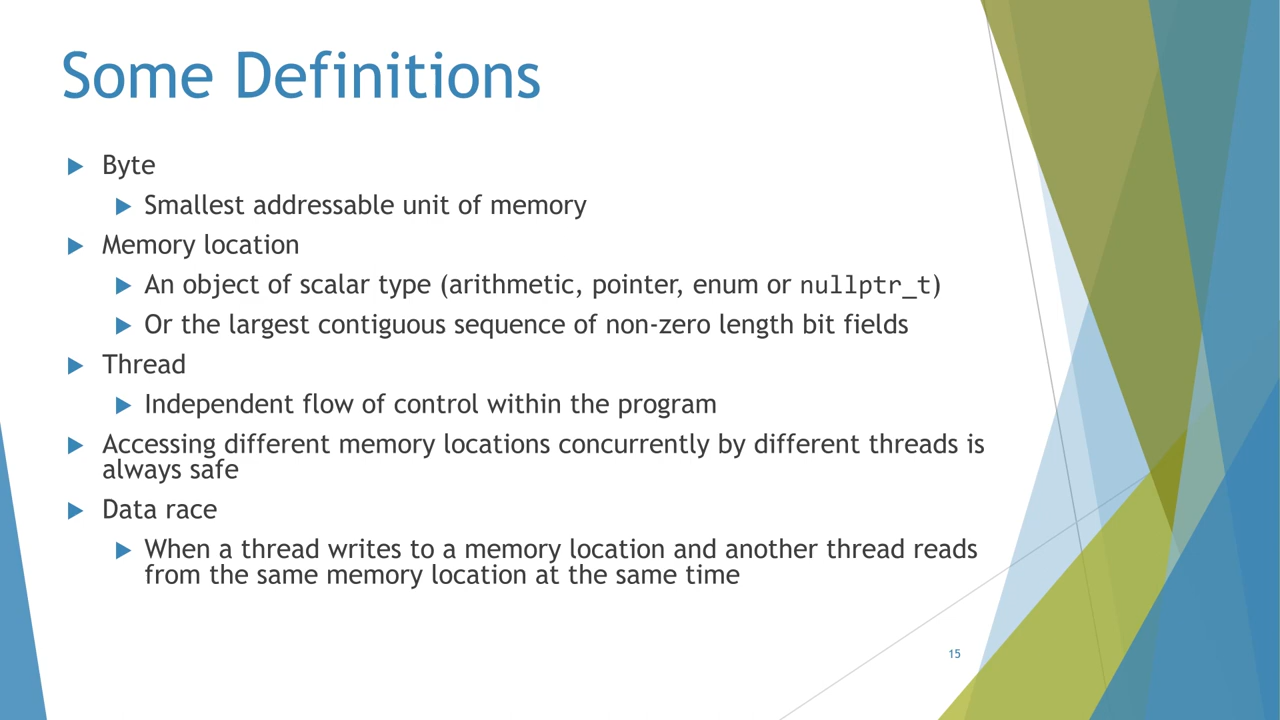 Some Definitions
Byte
Smallest addressable unit of memory
Memory location
An object of scalar type (arithmetic, pointer, enum or nullptr_t)
Or the largest contiguous sequence of non-zero length bit fields
Thread
Independent flow of control within the program
Accessing different memory locations concurrently by different threads is
always safe
Data race
When a thread writes to a memory location and another thread reads
from the same memory location at the same time
15